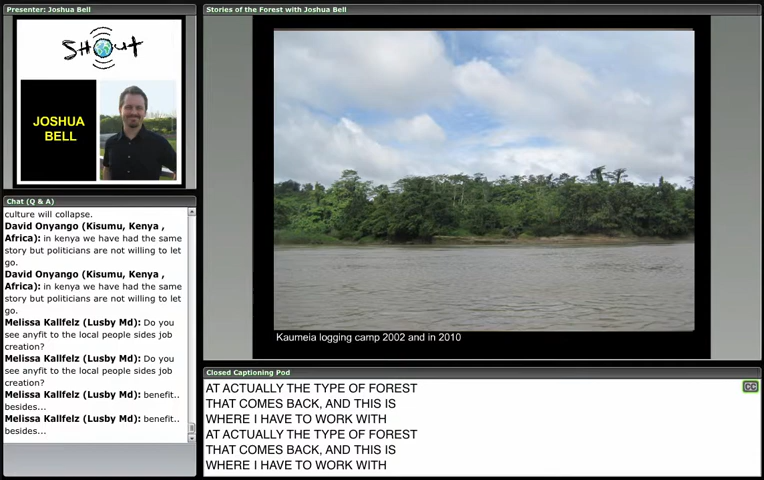 Presenter: Joshua Bell
SHOUT
JOSHUA
BELL
Chat (Q & A)
culture will collapse.
David Onyango (Kisumu, Kenya ,
Africa): in kenya we have had the same
story but politicians are not willing to let
go.
David Onyango (Kisumu, Kenya ,
Africa): in kenya we have had the same
story but politicians are not willing to let
go.
Melissa Kallfelz (Lusby Md): Do you
see anyfit to the local people sides job
creation?
Melissa Kallfelz (Lusby Md): Do you
see anyfit to the local people sides job
creation?
Melissa Kallfelz (Lusby Md): benefit..
besides...
Melissa Kallfelz (Lusby Md): benefit..
besides...
Stories of the Forest with Joshua Bell
Kaumeia logging camp 2002 and in 2010
Closed Captioning Pod
CC
AT ACTUALLY THE TYPE OF FOREST
THAT COMES BACK, AND THIS IS
WHERE I HAVE TO WORK WITH
AT ACTUALLY THE TYPE OF FOREST
THAT COMES BACK, AND THIS IS
WHERE I HAVE TO WORK WITH